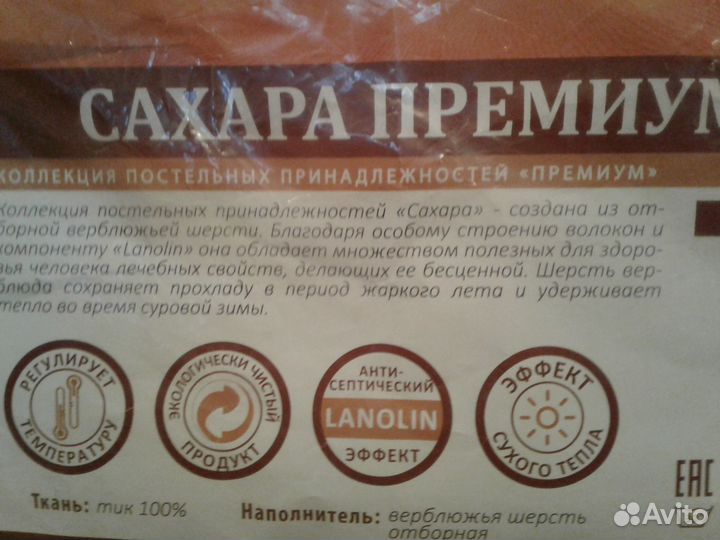 САХАРА ПРЕМИУМ
КОЛЛЕКЦИЯ ПОСТЕЛЬНЫХ ПРИНАДЛЕЖНОСТЕЙ «ПРЕМИУМ»
Коллекция постельных принадлежностей «Сахара» - создана из от-
борной верблюжьей шерсти. Благодаря особому строению волокон и
компоненту «Lanolin» она обладает множеством полезных для здоро-
вья человека лечебных свойств, делающих ее бесценной. Шерсть вер-
блюда сохраняет прохладу в период жаркого лета и удерживает
тепло во время суровой зимы.
РЕГУЛИРУЕТ
ТЕМПЕРАТУРУ
ЭКОЛОГИЧЕСКИ ЧИСТЫЙ
ПРОДУКТ
АНТИ-
СЕПТИЧЕСКИЙ
LANOLIN
ЭФФЕКТ
ЭФФЕКТ
СУХОГО ТЕПЛА
EAC
Ткань: тик 100%
Наполнитель: верблюжья шерсть
отборная
Avito